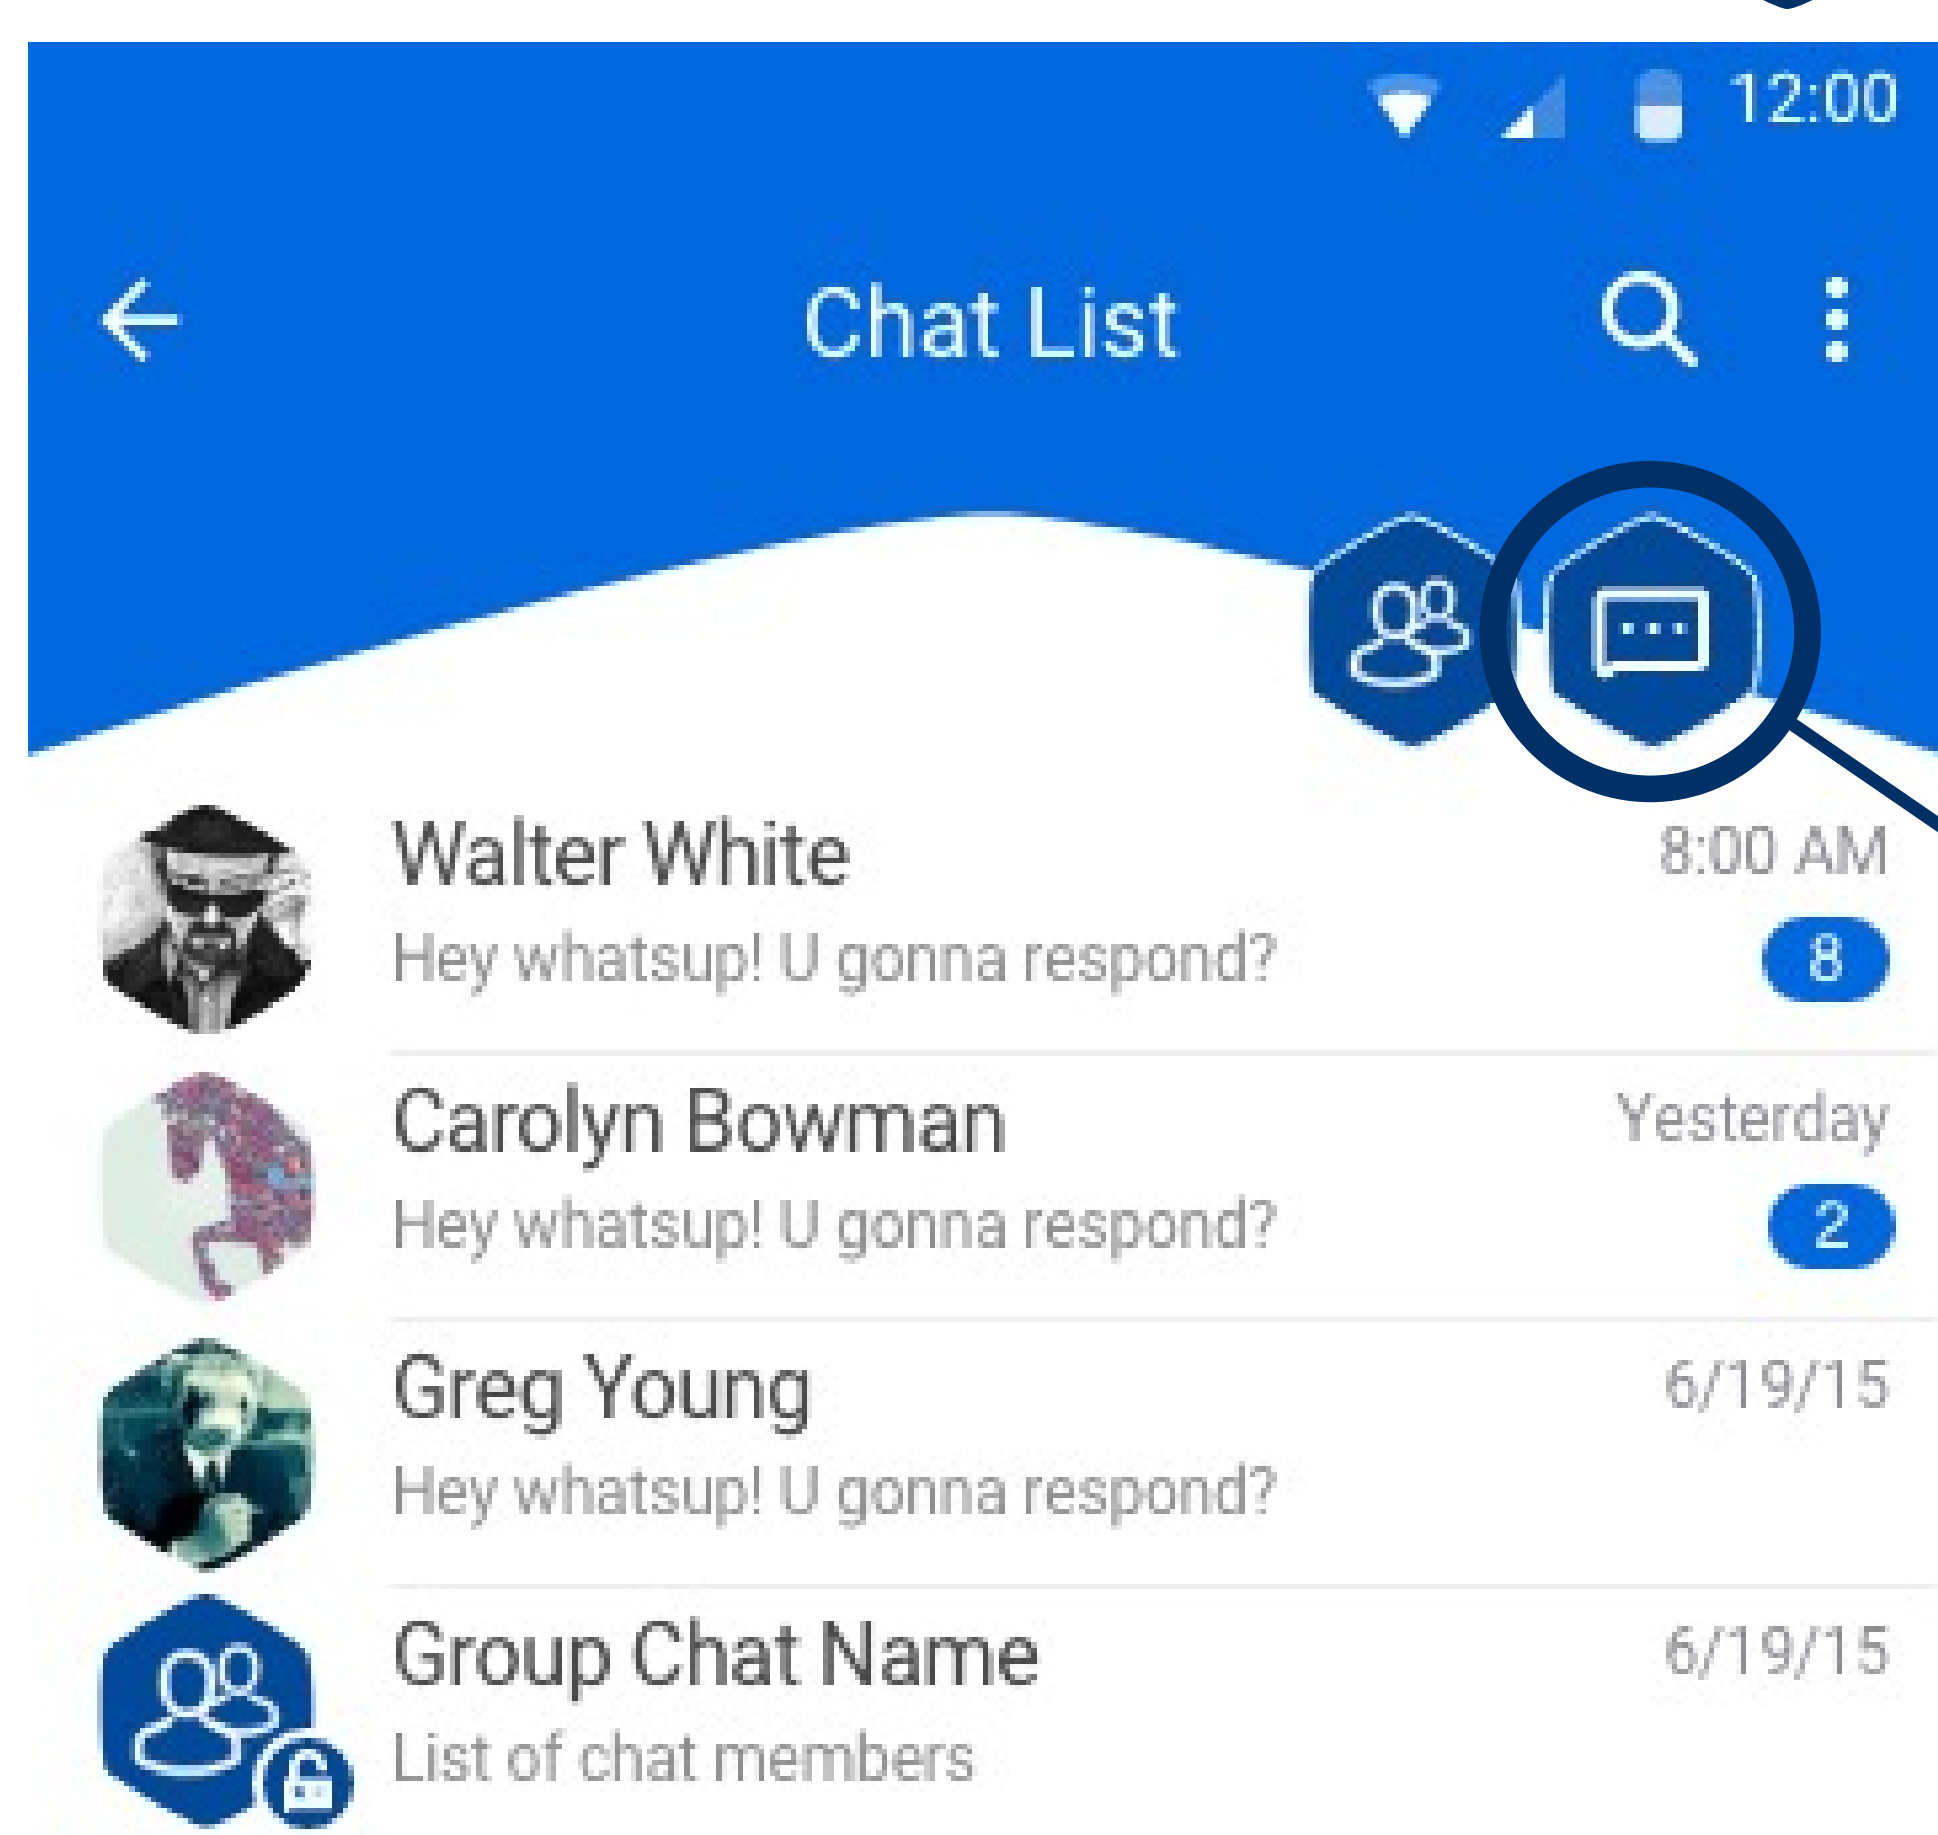 12:00
Chat List
Walter White
8:00 AM
Hey whatsup! U gonna respond?
8
Carolyn Bowman
Yesterday
Hey whatsup! U gonna respond?
2
Greg Young
6/19/15
Hey whatsup! U gonna respond?
Group Chat Name
6/19/15
List of chat members